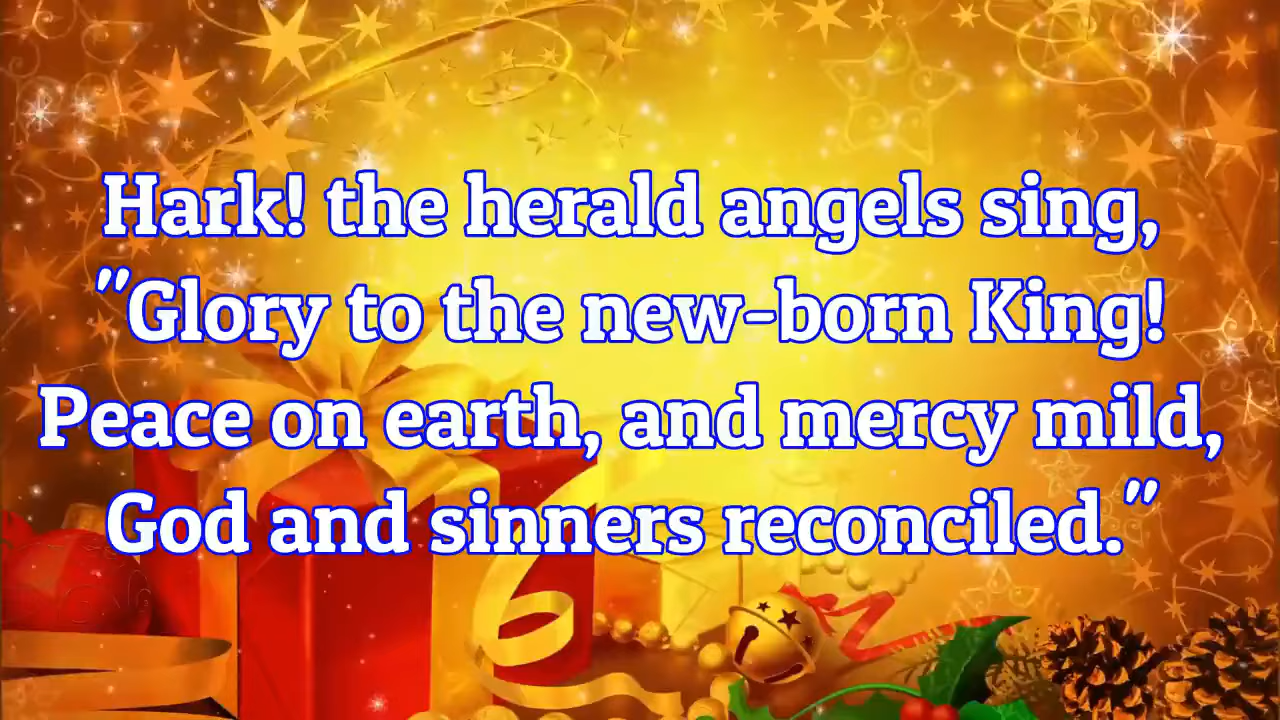 Hark! the herald angels sing,
"Glory to the new-born King!
Peace on earth, and mercy mild,
God and sinners reconciled."